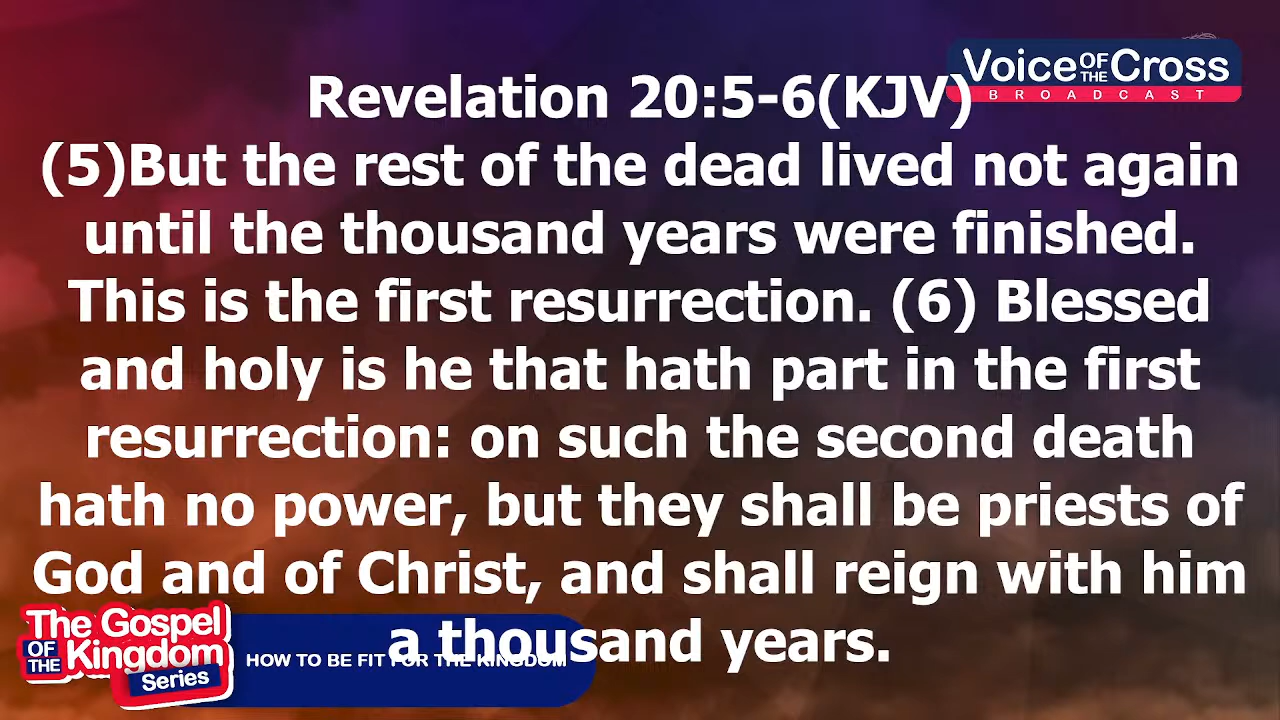 Voice OF THE Cross
BROADCAST
Revelation 20:5-6(KJV)
(5)But the rest of the dead lived not again
until the thousand years were finished.
This is the first resurrection. (6) Blessed
and holy is he that hath part in the first
resurrection: on such the second death
hath no power, but they shall be priests of
God and of Christ, and shall reign with him
a thousand years.
The Gospel
OF THE Kingdom
Series
HOW TO BE FIT FOR THE KINGDOM